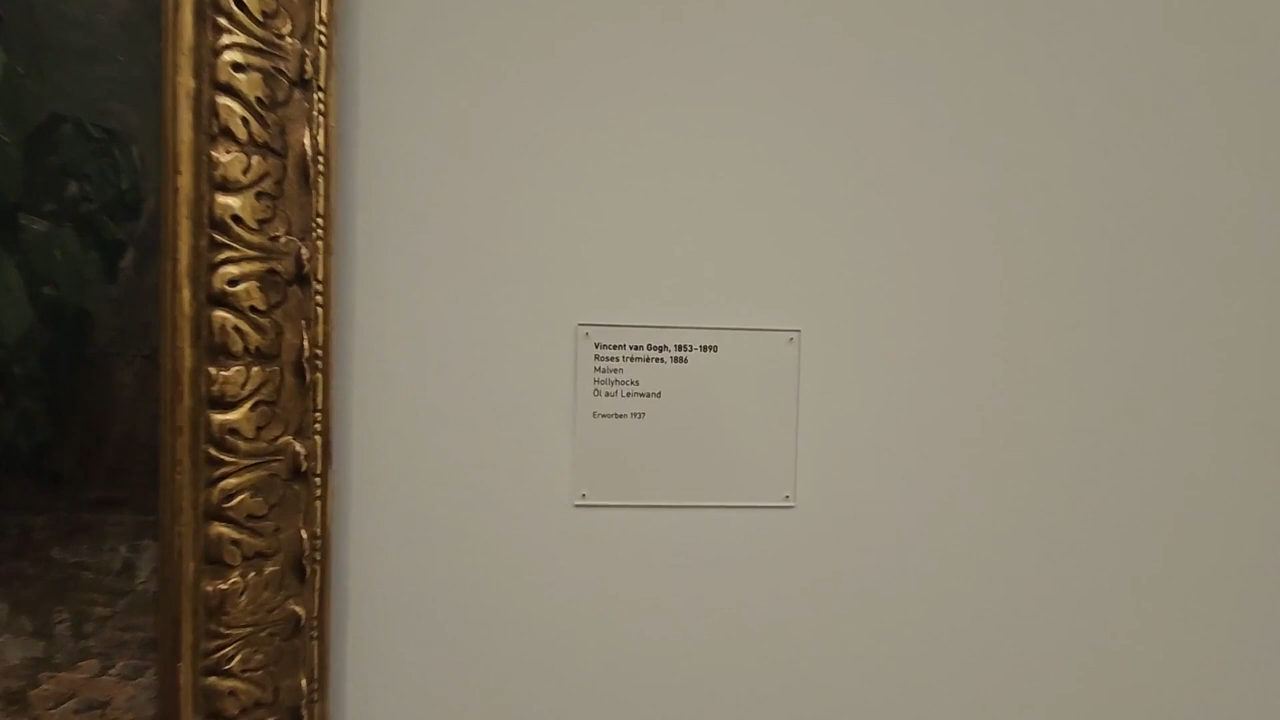 Vincent van Gogh, 1853–1890
Roses trémières, 1886
Malven
Hollyhocks
Öl auf Leinwand
Erworben 1937